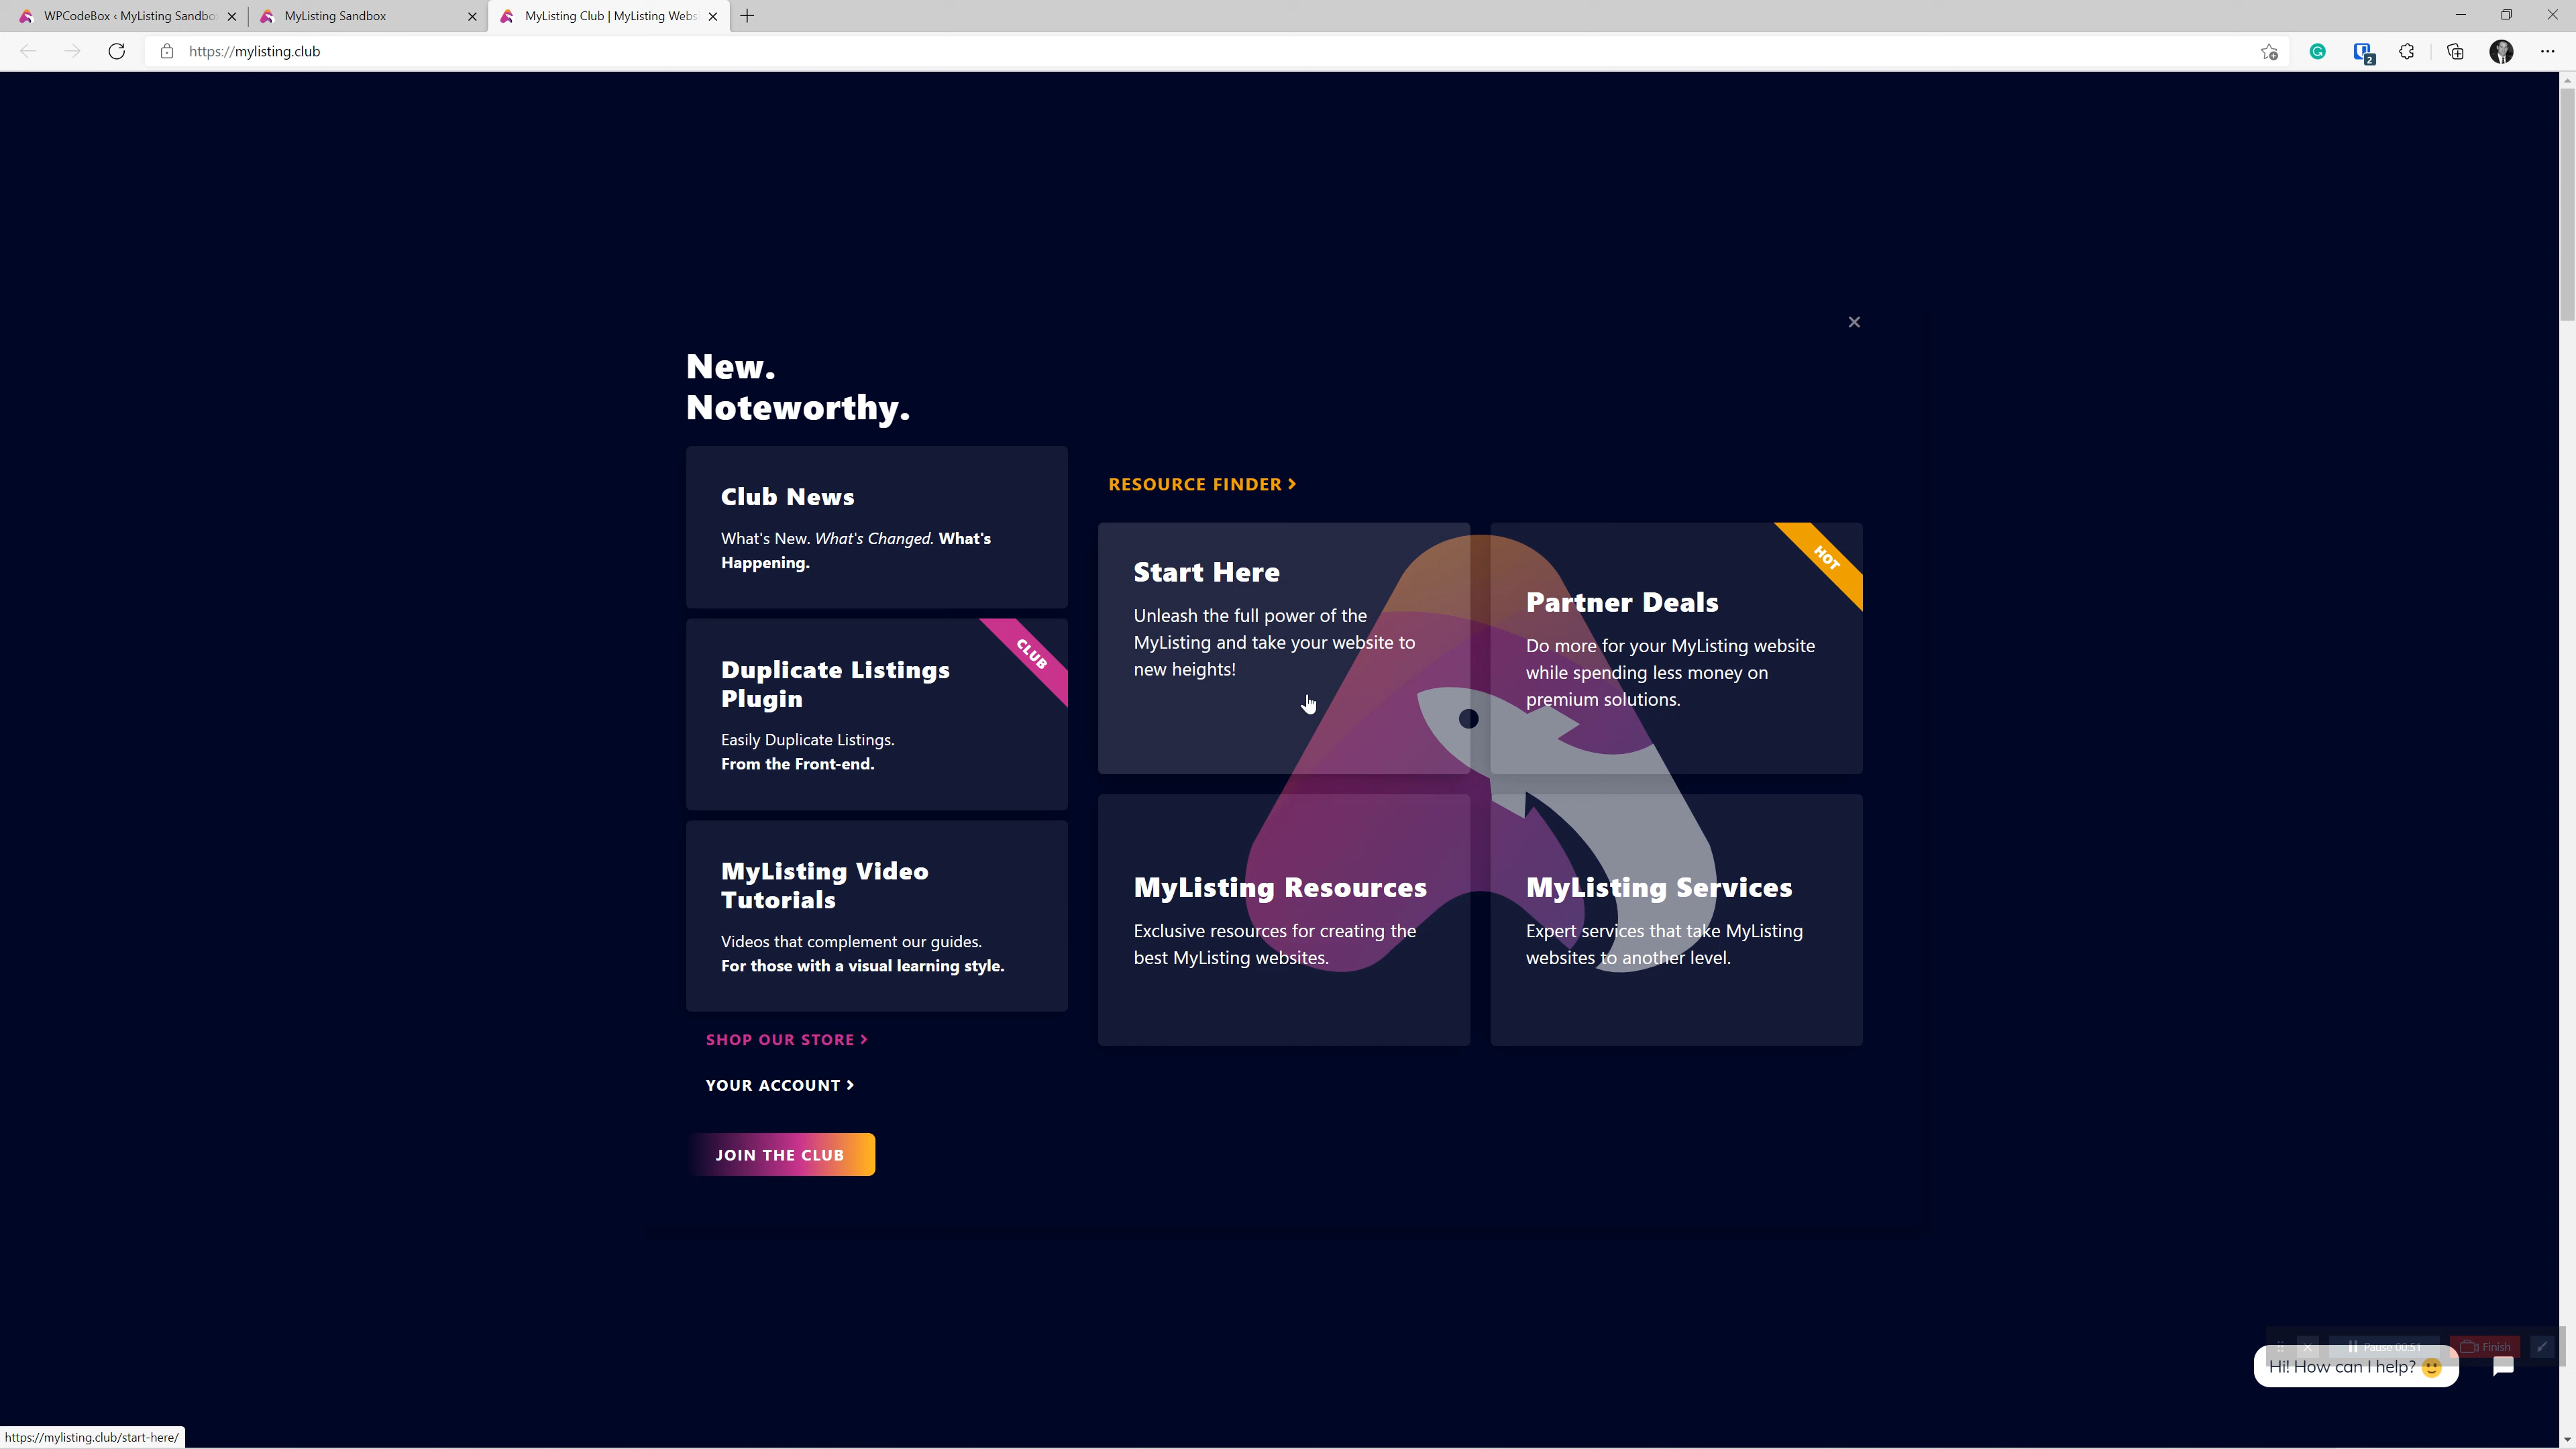 WPCodeBox ‹ MyListing Sandbo
MyListing Sandbox
MyListing Club | MyListing Webs
https://mylisting.club
2
New.
Noteworthy.
Club News
What's New. What's Changed. What's
Happening.
CLUB
Duplicate Listings
Plugin
Easily Duplicate Listings.
From the Front-end.
MyListing Video
Tutorials
Videos that complement our guides.
For those with a visual learning style.
SHOP OUR STORE
YOUR ACCOUNT
JOIN THE CLUB
RESOURCE FINDER
Start Here
Unleash the full power of the
MyListing and take your website to
new heights!
HOT
Partner Deals
Do more for your MyListing website
while spending less money on
premium solutions.
MyListing Resources
Exclusive resources for creating the
best MyListing websites.
MyListing Services
Expert services that take MyListing
websites to another level.
Pause 00:51
Finish
Hi! How can I help? 🙂
https://mylisting.club/start-here/